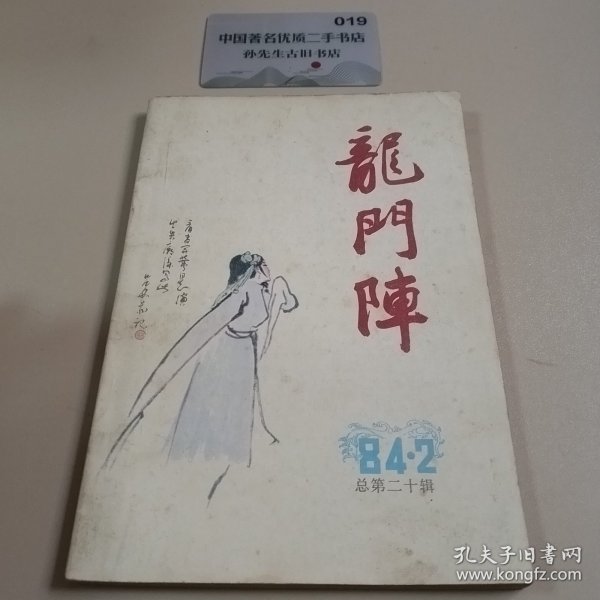 019
中国著名优质二手书店
孙先生古旧书店
龍門陣
84·2
总第二十辑
孔夫子旧书网
www.kongfz.com